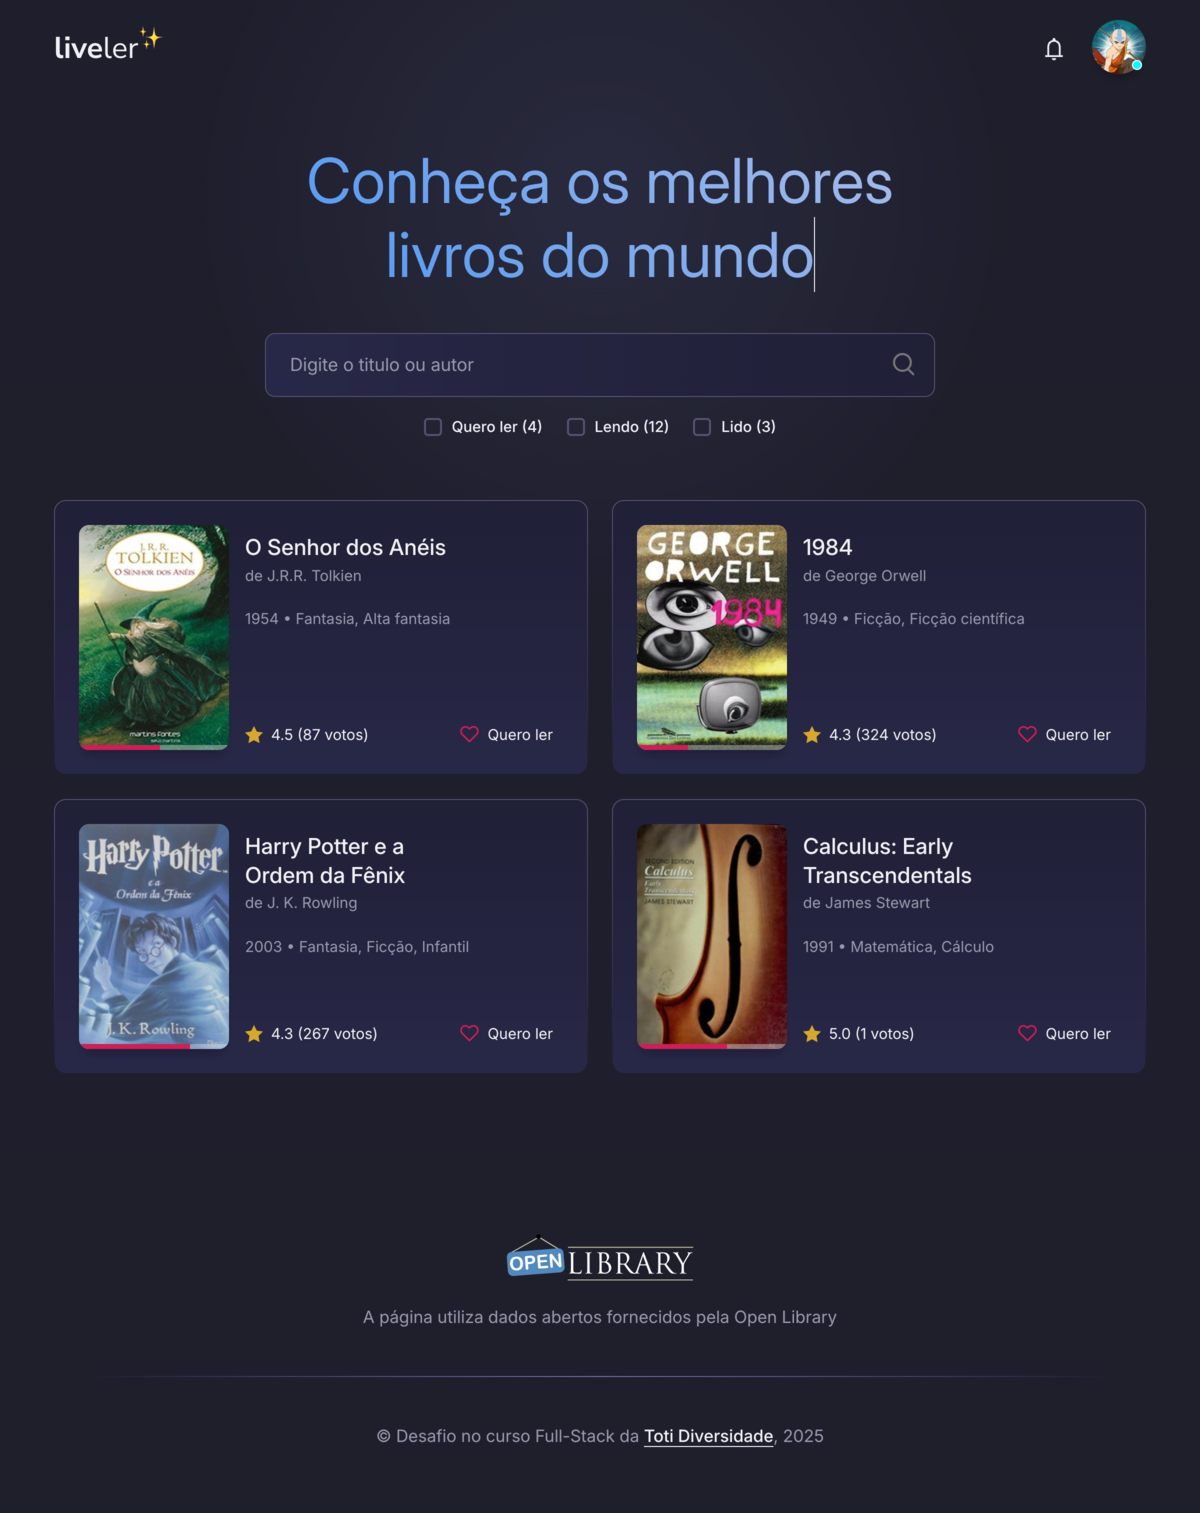 liveler
Conheça os melhores
livros do mundo
Digite o titulo ou autor
Quero ler (4) Lendo (12) Lido (3)
J.R.R.
TOLKIEN
O SENHOR DOS ANÉIS
martins fontes
O Senhor dos Anéis
de J.R.R. Tolkien
1954 • Fantasia, Alta fantasia
4.5 (87 votos) Quero ler
GEORGE
ORWELL
1984
1984
de George Orwell
1949 • Ficção, Ficção científica
4.3 (324 votos) Quero ler
Harry Potter
e a
Ordem da Fênix
J.K. Rowling
Harry Potter e a
Ordem da Fênix
de J. K. Rowling
2003 • Fantasia, Ficção, Infantil
4.3 (267 votos) Quero ler
SECOND EDITION
Calculus
Early
Transcendentals
JAMES STEWART
Calculus: Early
Transcendentals
de James Stewart
1991 • Matemática, Cálculo
5.0 (1 votos) Quero ler
OPEN LIBRARY
A página utiliza dados abertos fornecidos pela Open Library
© Desafio no curso Full-Stack da Toti Diversidade, 2025